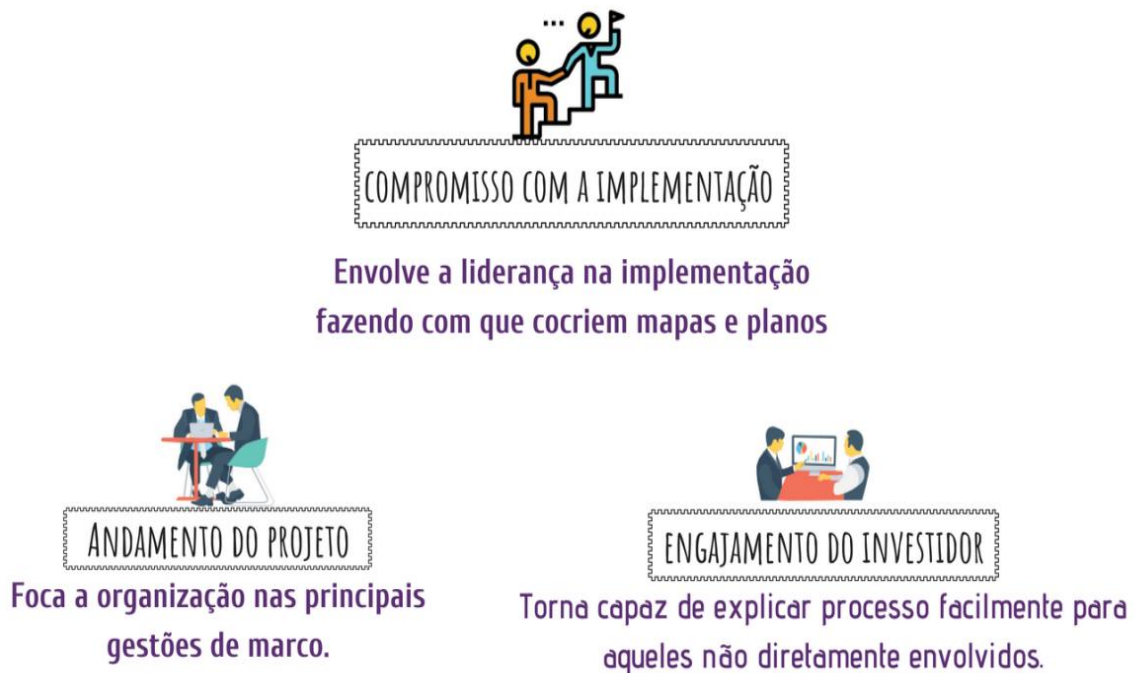 COMPROMISSO COM A IMPLEMENTAÇÃO
Envolve a liderança na implementação
fazendo com que cocriem mapas e planos
ANDAMENTO DO PROJETO
Foca a organização nas principais
gestões de marco.
ENGAJAMENTO DO INVESTIDOR
Torna capaz de explicar processo facilmente para
aqueles não diretamente envolvidos.